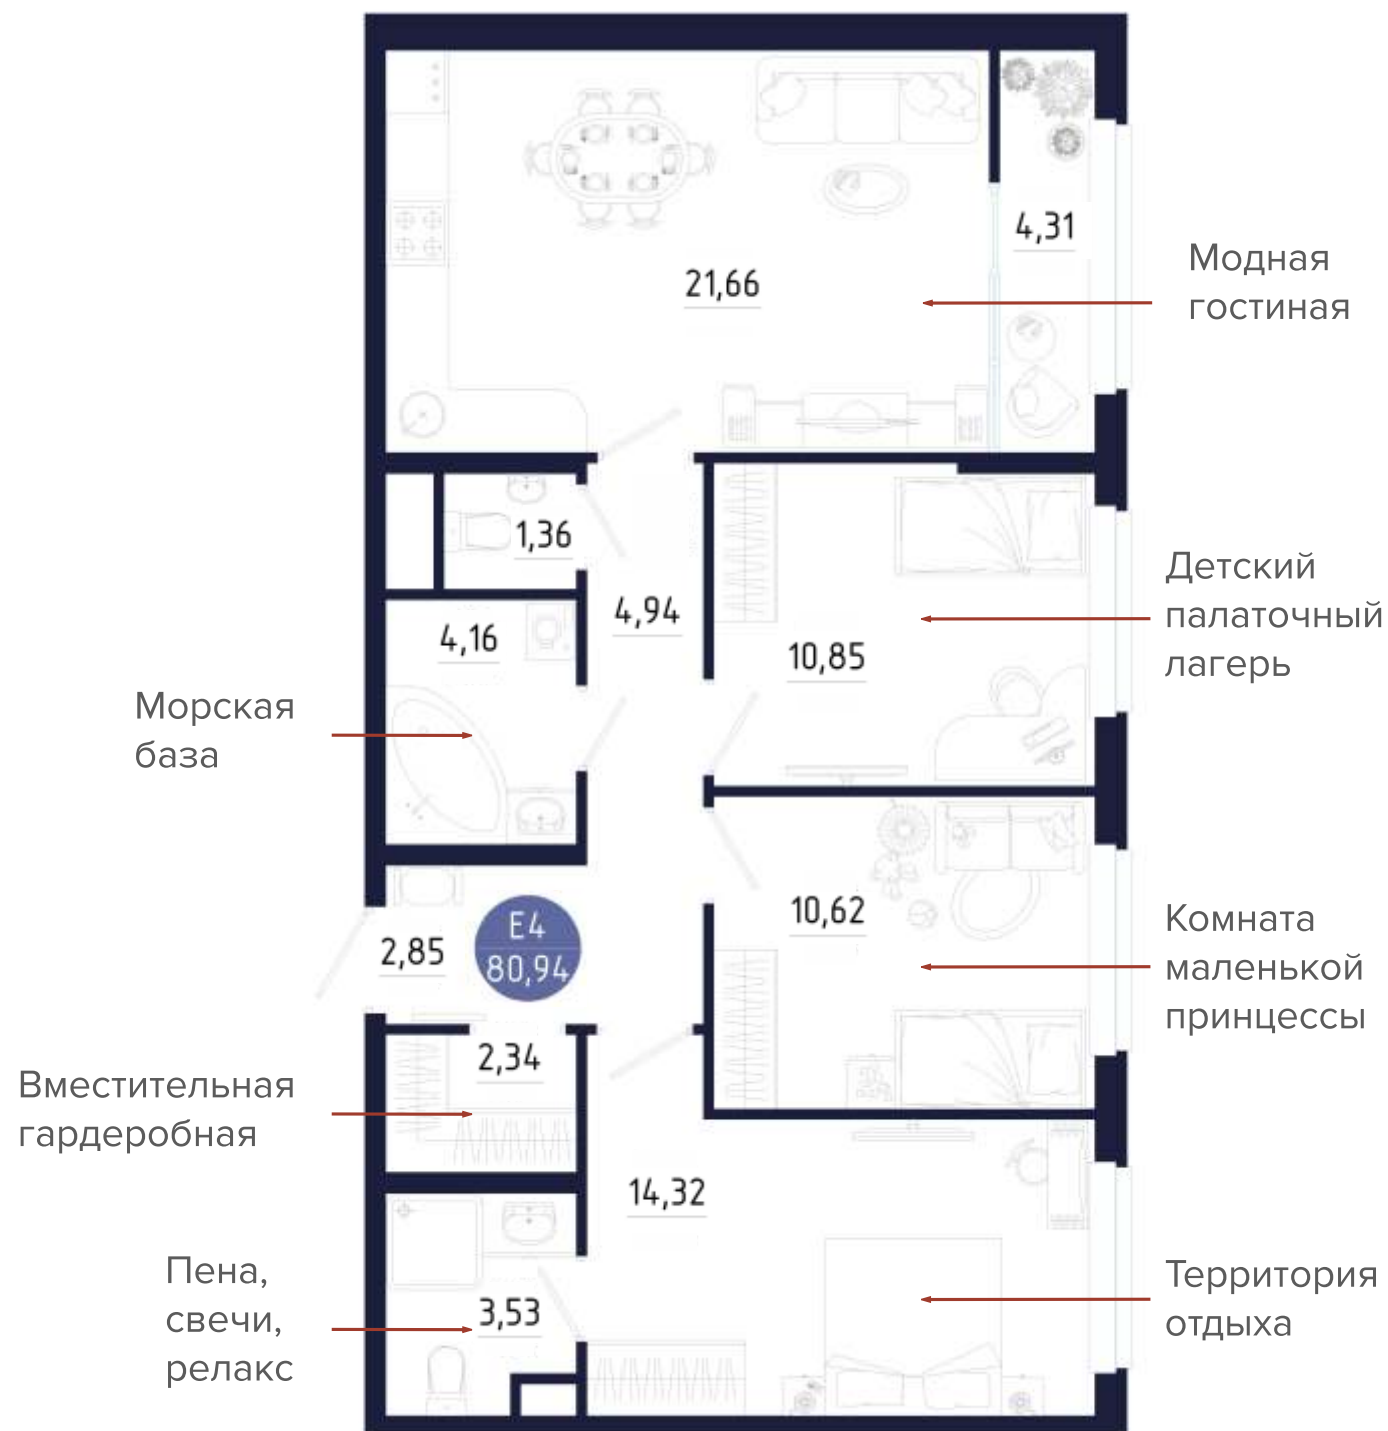 4,31
Модная
гостиная
21,66
1,36
Детский
палаточный
лагерь
4,94
4,16
10,85
Морская
база
E4
80,94
2,85
10,62
Комната
маленькой
принцессы
2,34
Вместительная
гардеробная
14,32
Пена,
свечи,
релакс
3,53
Территория
отдыха